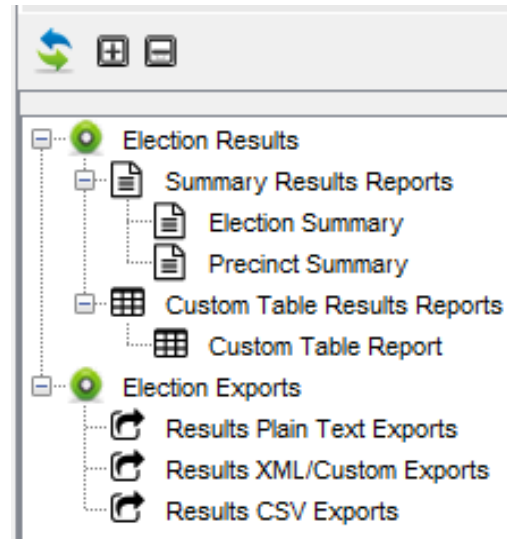 Election Results
Summary Results Reports
Election Summary
Precinct Summary
Custom Table Results Reports
Custom Table Report
Election Exports
Results Plain Text Exports
Results XML/Custom Exports
Results CSV Exports